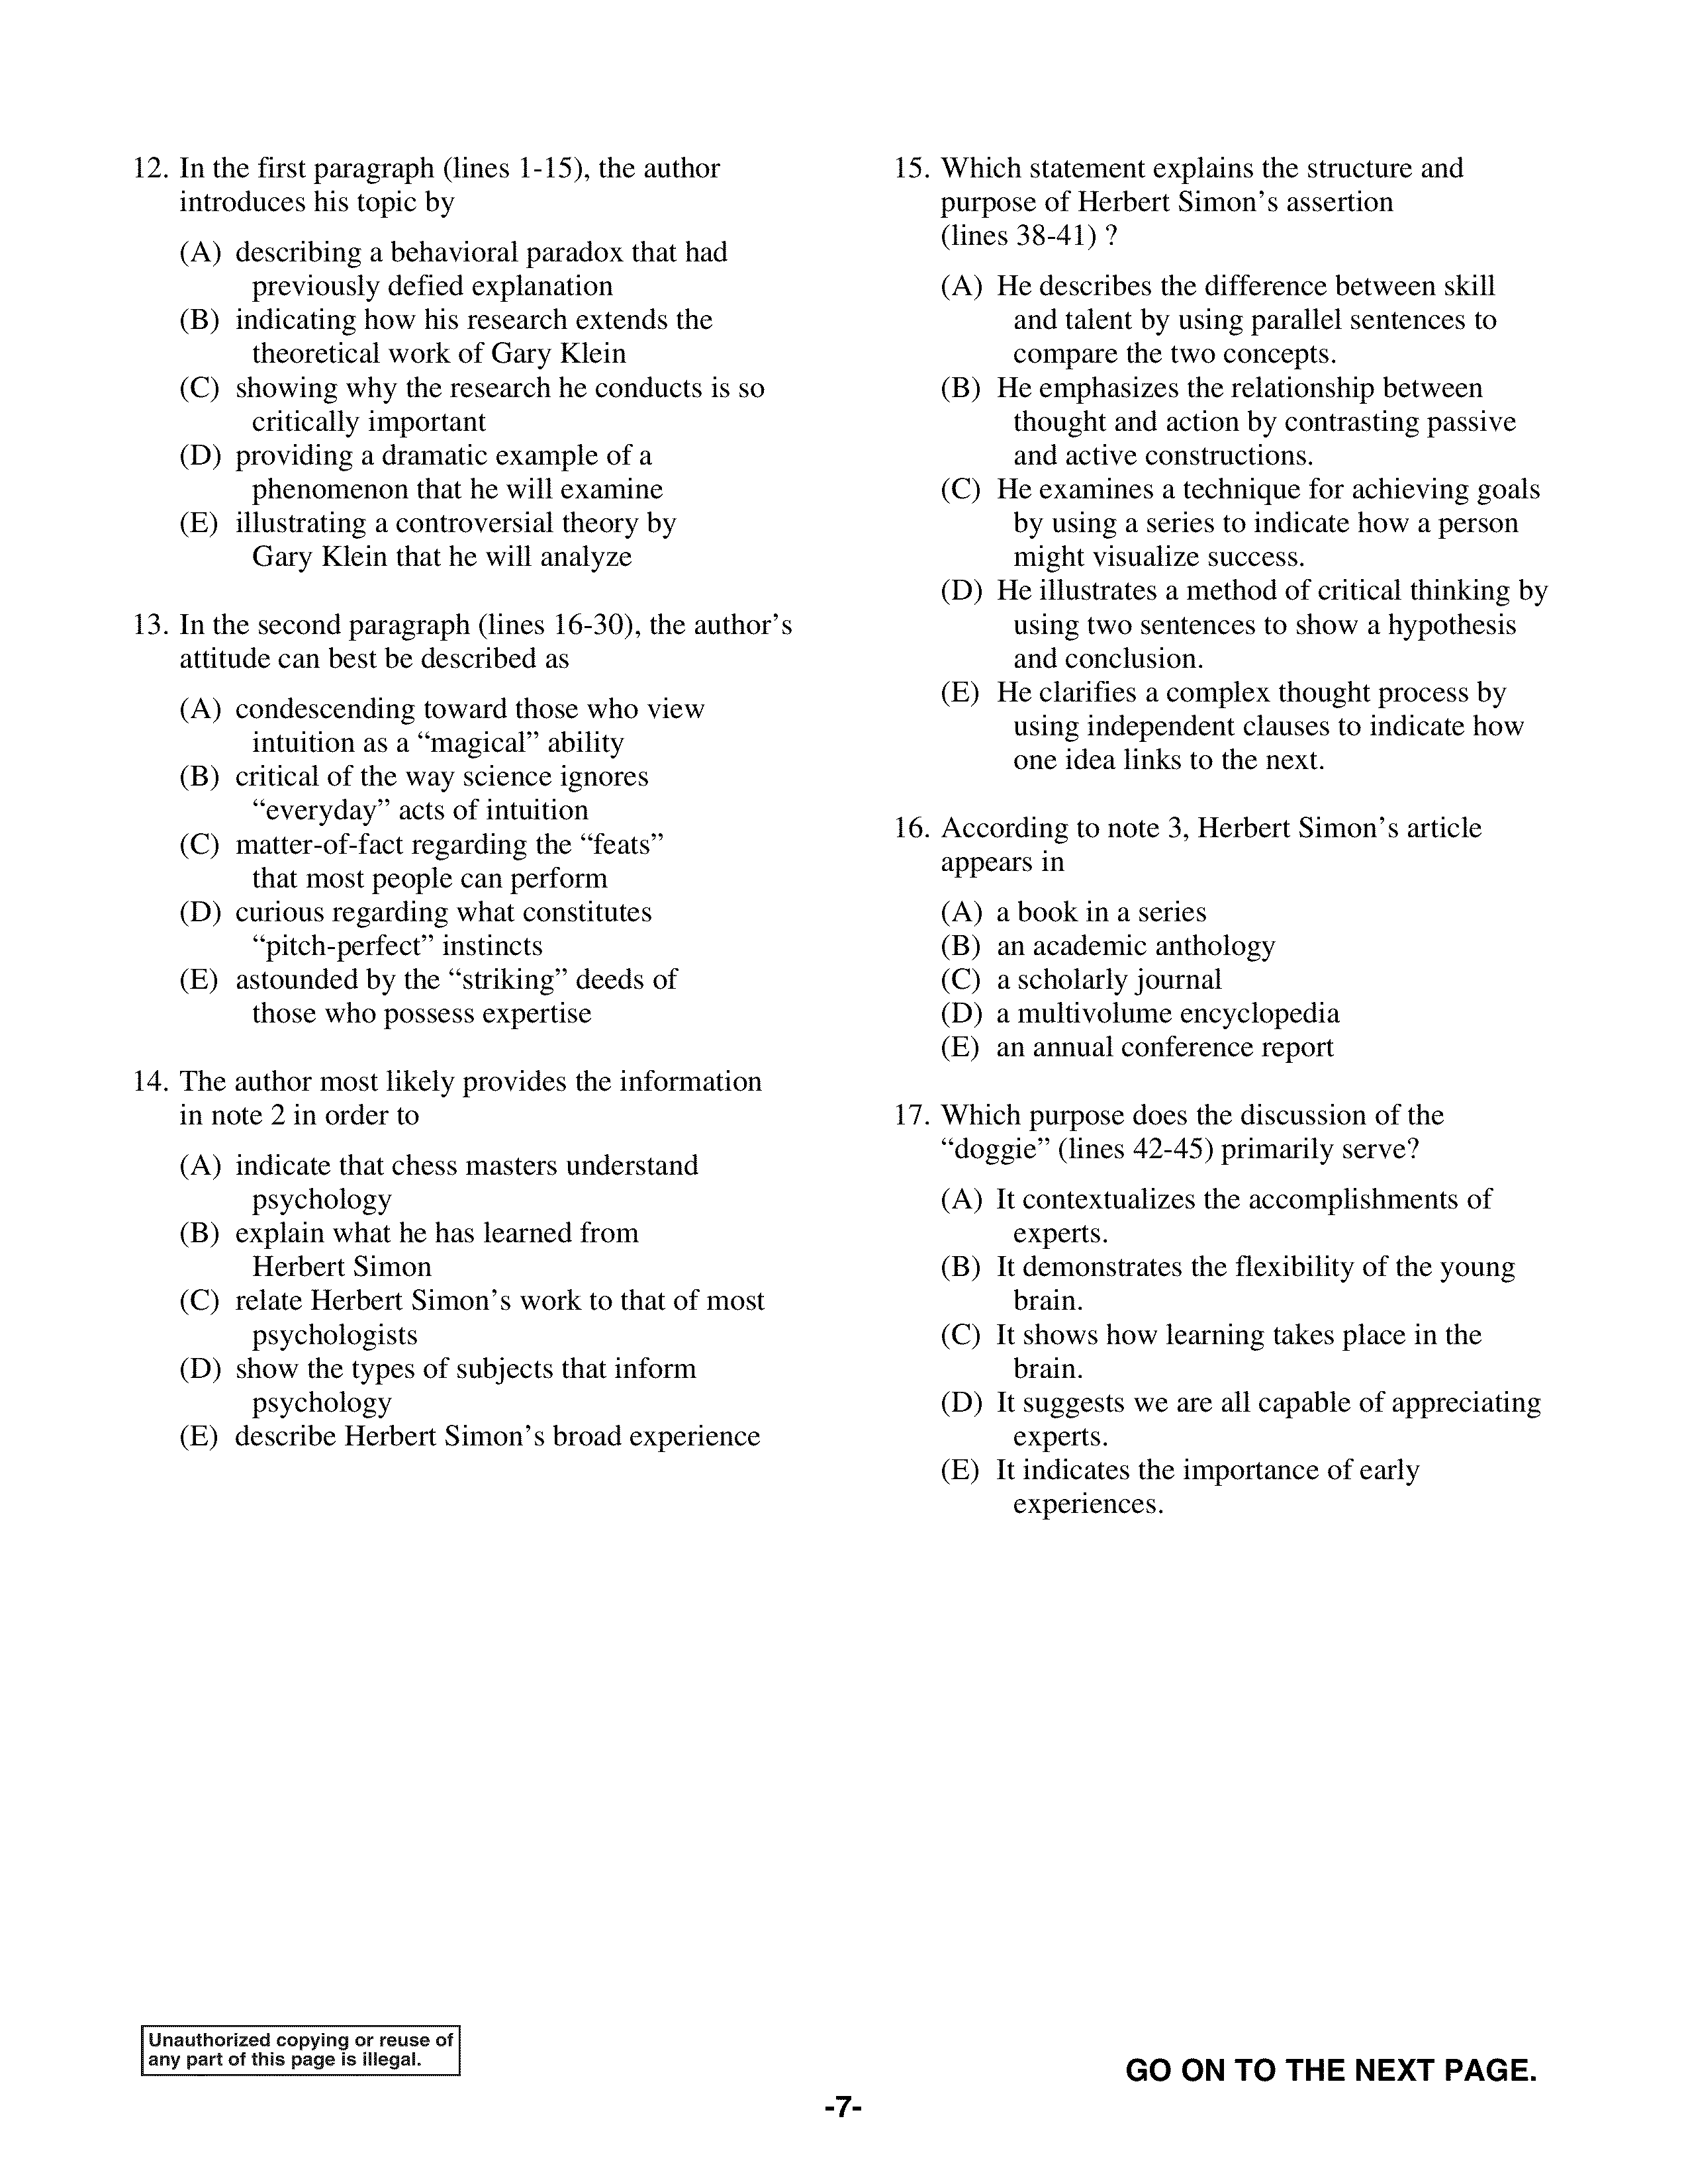 12. In the first paragraph (lines 1-15), the author
introduces his topic by
(A) describing a behavioral paradox that had
previously defied explanation
(B) indicating how his research extends the
theoretical work of Gary Klein
(C) showing why the research he conducts is so
critically important
(D) providing a dramatic example of a
phenomenon that he will examine
(E) illustrating a controversial theory by
Gary Klein that he will analyze
13. In the second paragraph (lines 16-30), the author’s
attitude can best be described as
(A) condescending toward those who view
intuition as a “magical” ability
(B) critical of the way science ignores
“everyday” acts of intuition
(C) matter-of-fact regarding the “feats”
that most people can perform
(D) curious regarding what constitutes
“pitch-perfect” instincts
(E) astounded by the “striking” deeds of
those who possess expertise
14. The author most likely provides the information
in note 2 in order to
(A) indicate that chess masters understand
psychology
(B) explain what he has learned from
Herbert Simon
(C) relate Herbert Simon’s work to that of most
psychologists
(D) show the types of subjects that inform
psychology
(E) describe Herbert Simon’s broad experience
15. Which statement explains the structure and
purpose of Herbert Simon’s assertion
(lines 38-41) ?
(A) He describes the difference between skill
and talent by using parallel sentences to
compare the two concepts.
(B) He emphasizes the relationship between
thought and action by contrasting passive
and active constructions.
(C) He examines a technique for achieving goals
by using a series to indicate how a person
might visualize success.
(D) He illustrates a method of critical thinking by
using two sentences to show a hypothesis
and conclusion.
(E) He clarifies a complex thought process by
using independent clauses to indicate how
one idea links to the next.
16. According to note 3, Herbert Simon’s article
appears in
(A) a book in a series
(B) an academic anthology
(C) a scholarly journal
(D) a multivolume encyclopedia
(E) an annual conference report
17. Which purpose does the discussion of the
“doggie” (lines 42-45) primarily serve?
(A) It contextualizes the accomplishments of
experts.
(B) It demonstrates the flexibility of the young
brain.
(C) It shows how learning takes place in the
brain.
(D) It suggests we are all capable of appreciating
experts.
(E) It indicates the importance of early
experiences.
Unauthorized copying or reuse of
any part of this page is illegal.
GO ON TO THE NEXT PAGE.
-7-